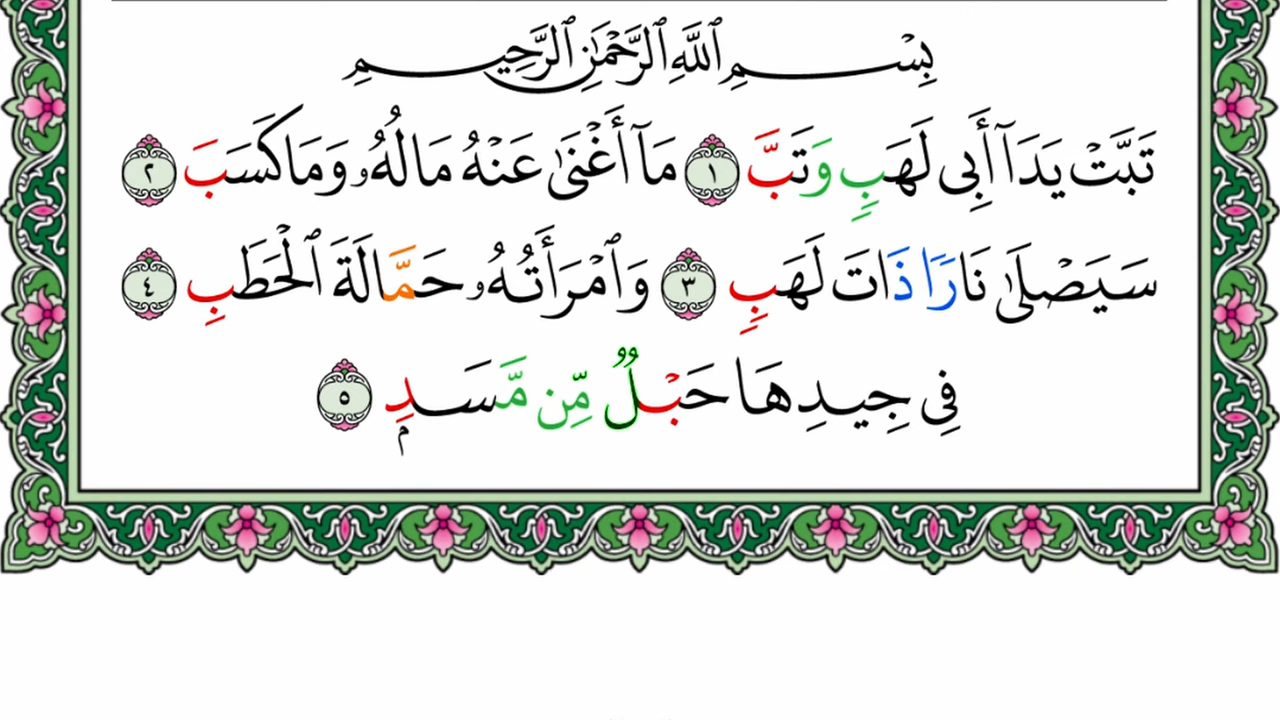 بِسْمِ ٱللَّهِ ٱلرَّحْمَٰنِ ٱلرَّحِيمِ
تَبَّتْ يَدَآ أَبِى لَهَبٍ وَتَبَّ ١ مَآ أَغْنَىٰ عَنْهُ مَالُهُۥ وَمَا كَسَبَ ٢
سَيَصْلَىٰ نَارًا ذَاتَ لَهَبٍ ٣ وَٱمْرَأَتُهُۥ حَمَّالَةَ ٱلْحَطَبِ ٤
فِى جِيدِهَا حَبْلٌ مِّن مَّسَدٍۭ ٥